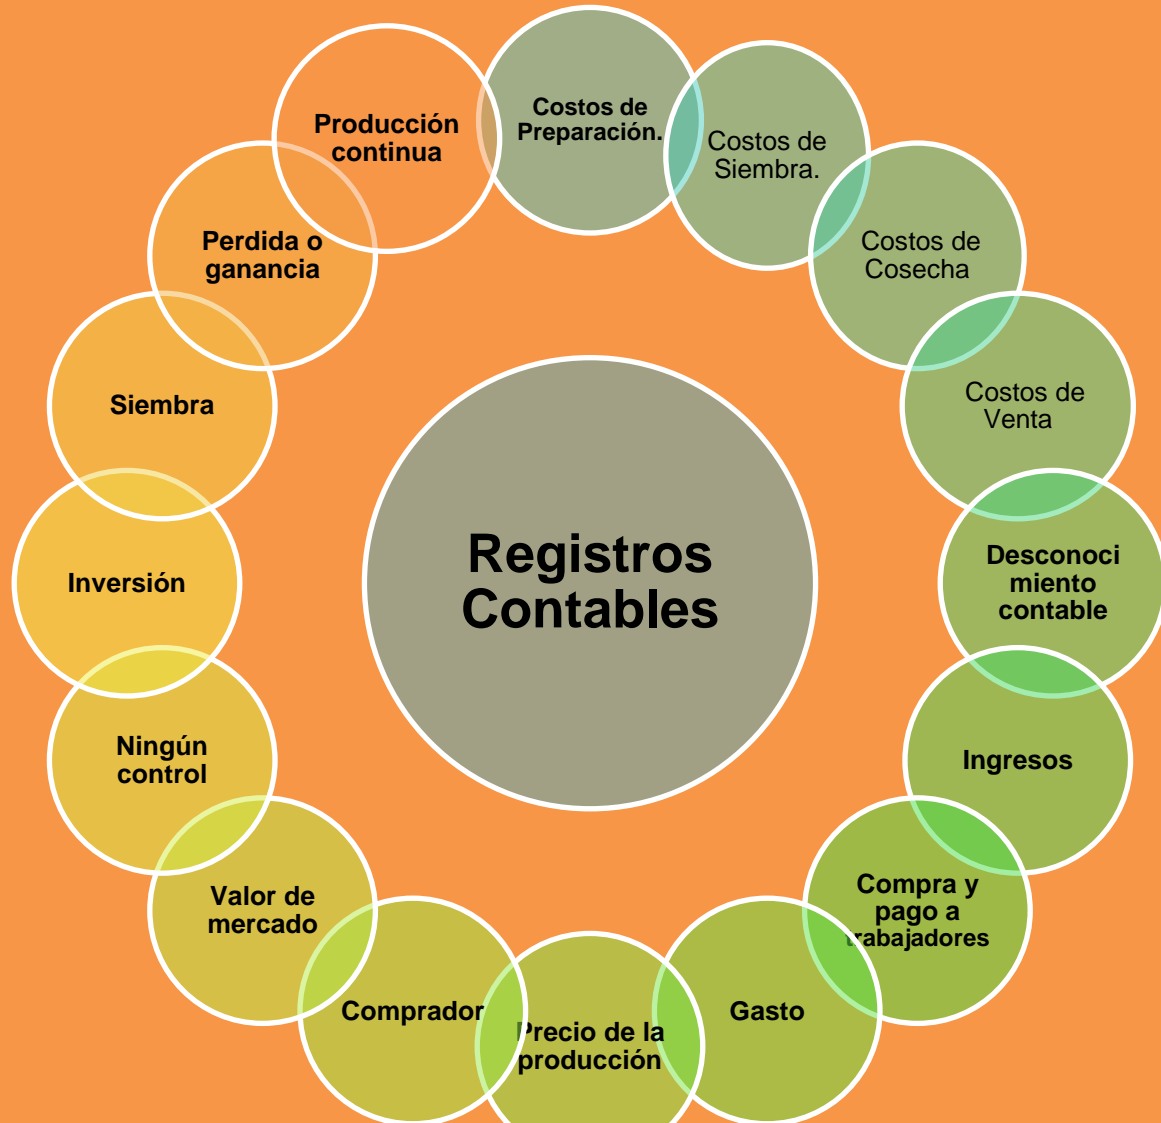 Costos de
Preparación.
Costos de
Siembra.
Costos de
Cosecha
Costos de
Venta
Desconoci
miento
contable
Ingresos
Compra y
pago a
trabajadores
Gasto
Precio de la
producción
Comprador
Valor de
mercado
Ningún
control
Inversión
Siembra
Perdida o
ganancia
Producción
continua
Registros
Contables